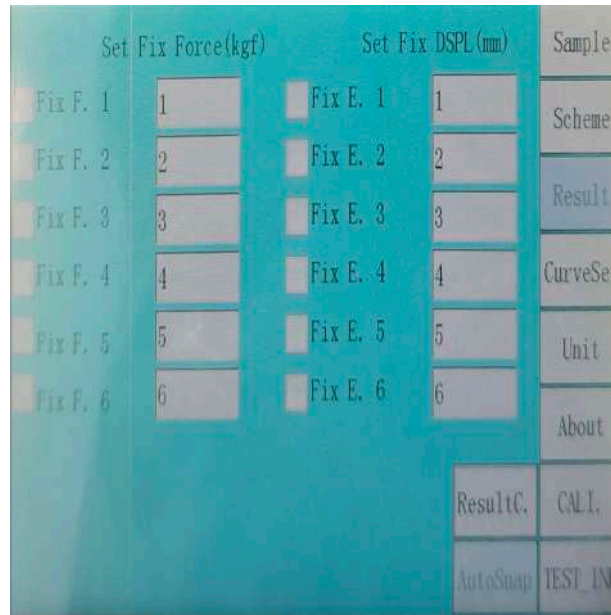 Set Fix Force(kgf) Set Fix DSPL(mm) Sample
Fix F. 1 1 Fix E. 1 1 Scheme
Fix F. 2 2 Fix E. 2 2
Fix F. 3 3 Fix E. 3 3 Result
Fix F. 4 4 Fix E. 4 4 CurveSe
Fix F. 5 5 Fix E. 5 5 Unit
Fix F. 6 6 Fix E. 6 6
About
ResultC. CALI.
AutoSnap TEST_IN